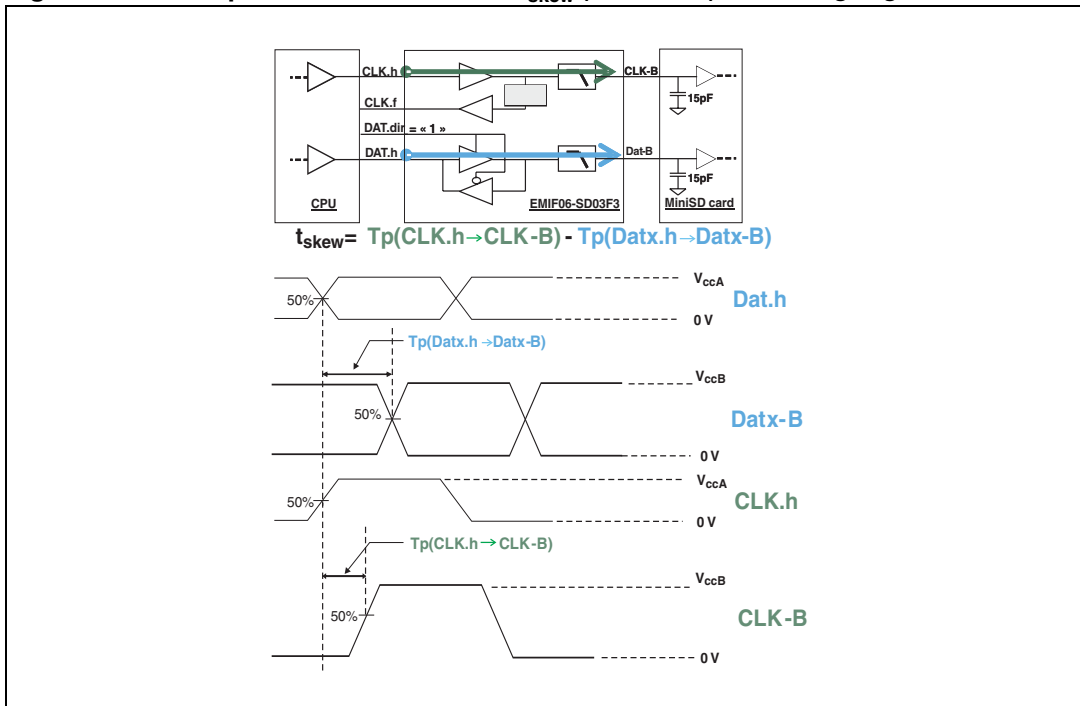 CLK.h
CLK-B
15pF
CLK.f
DAT.dir = « 1 »
DAT.h
Dat-B
15pF
CPU
EMIF06-SD03F3
MiniSD card
tskew= Tp(CLK.h→CLK-B) - Tp(Datx.h→Datx-B)
VccA
Dat.h
50%
0 V
Tp(Datx.h →Datx-B)
VccB
50%
Datx-B
0 V
VccA
50%
CLK.h
0 V
Tp(CLK.h → CLK-B)
VccB
50%
CLK-B
0 V